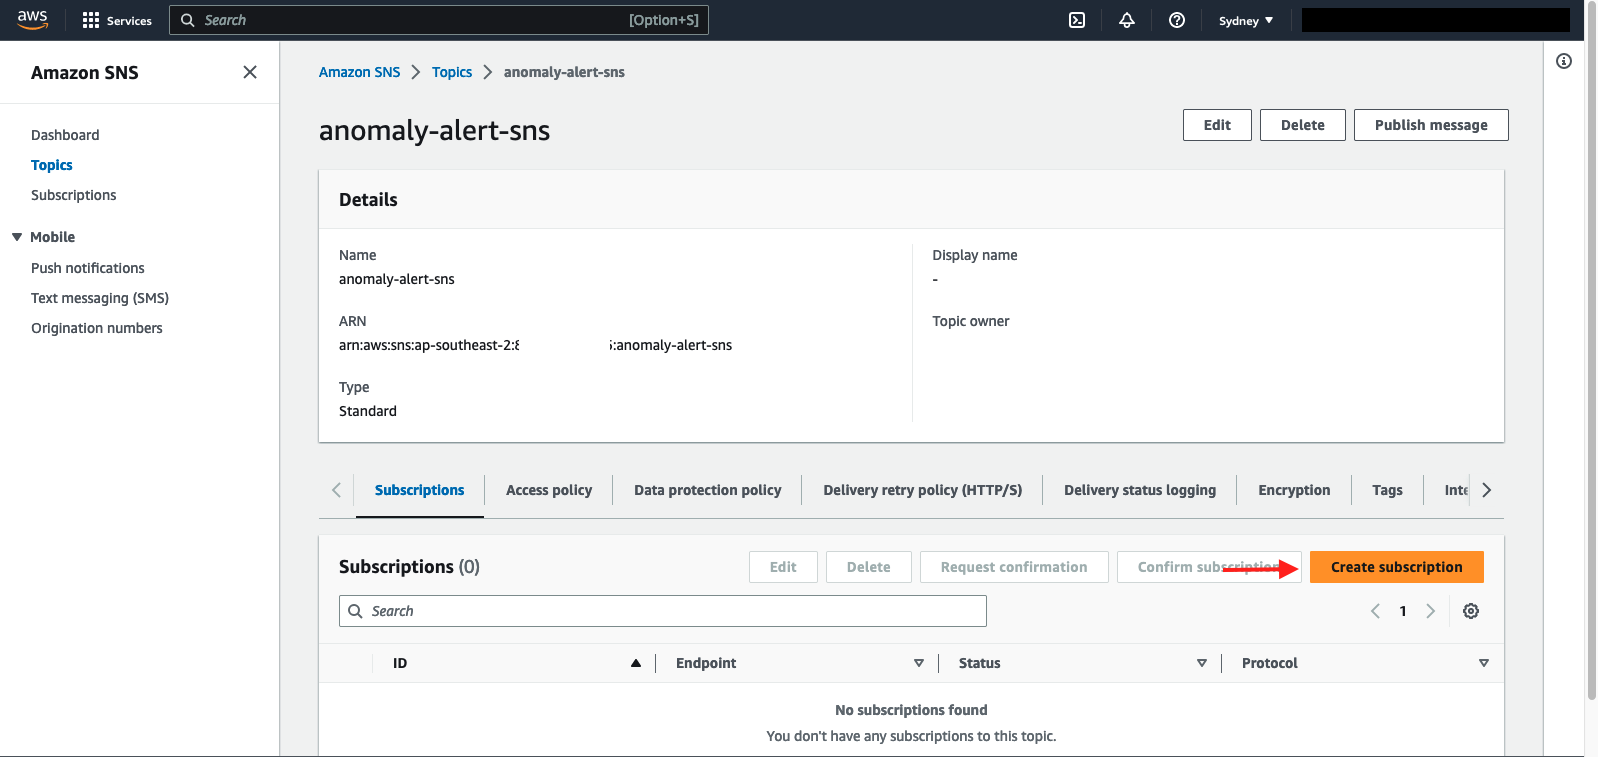 aws Services Search [Option+S] Sydney
Amazon SNS
Dashboard
Topics
Subscriptions
Mobile
Push notifications
Text messaging (SMS)
Origination numbers
Amazon SNS Topics anomaly-alert-sns
anomaly-alert-sns
Edit Delete Publish message
Details
Name
anomaly-alert-sns
ARN
arn:aws:sns:ap-southeast-2:8 5:anomaly-alert-sns
Type
Standard
Display name
-
Topic owner
Subscriptions Access policy Data protection policy Delivery retry policy (HTTP/S) Delivery status logging Encryption Tags Inte
Subscriptions (0)
Edit Delete Request confirmation Confirm subscription Create subscription
Search
1
ID Endpoint Status Protocol
No subscriptions found
You don't have any subscriptions to this topic.